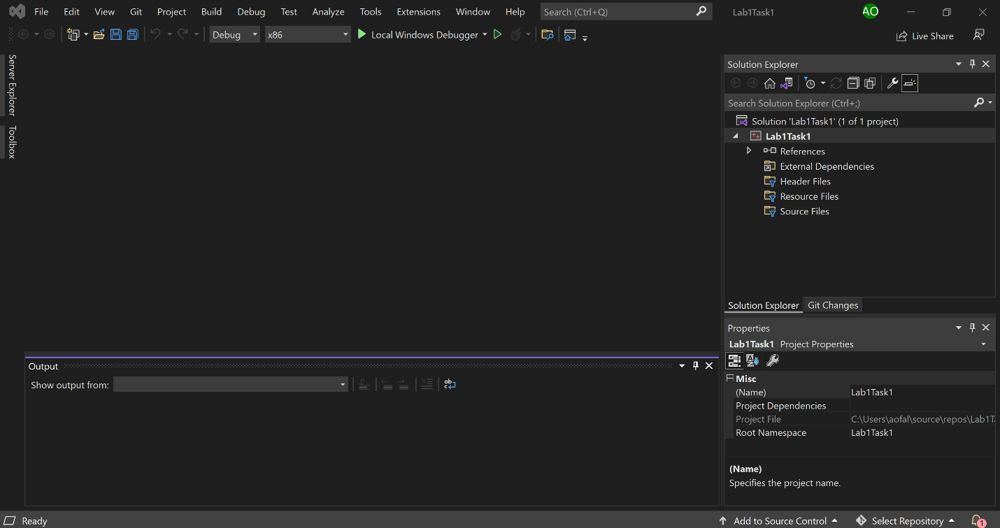 File Edit View Git Project Build Debug Test Analyze Tools Extensions Window Help Search (Ctrl+Q) Lab1Task1 AO
Debug x86 Local Windows Debugger Live Share
Server Explorer
Toolbox
Solution Explorer
Search Solution Explorer (Ctrl+;)
Solution 'Lab1Task1' (1 of 1 project)
Lab1Task1
References
External Dependencies
Header Files
Resource Files
Source Files
Solution Explorer Git Changes
Properties
Lab1Task1 Project Properties
Misc
(Name) Lab1Task1
Project Dependencies
Project File C:\Users\aofal\source\repos\Lab1Ta
Root Namespace Lab1Task1
(Name)
Specifies the project name.
Output
Show output from:
Ready Add to Source Control Select Repository 1